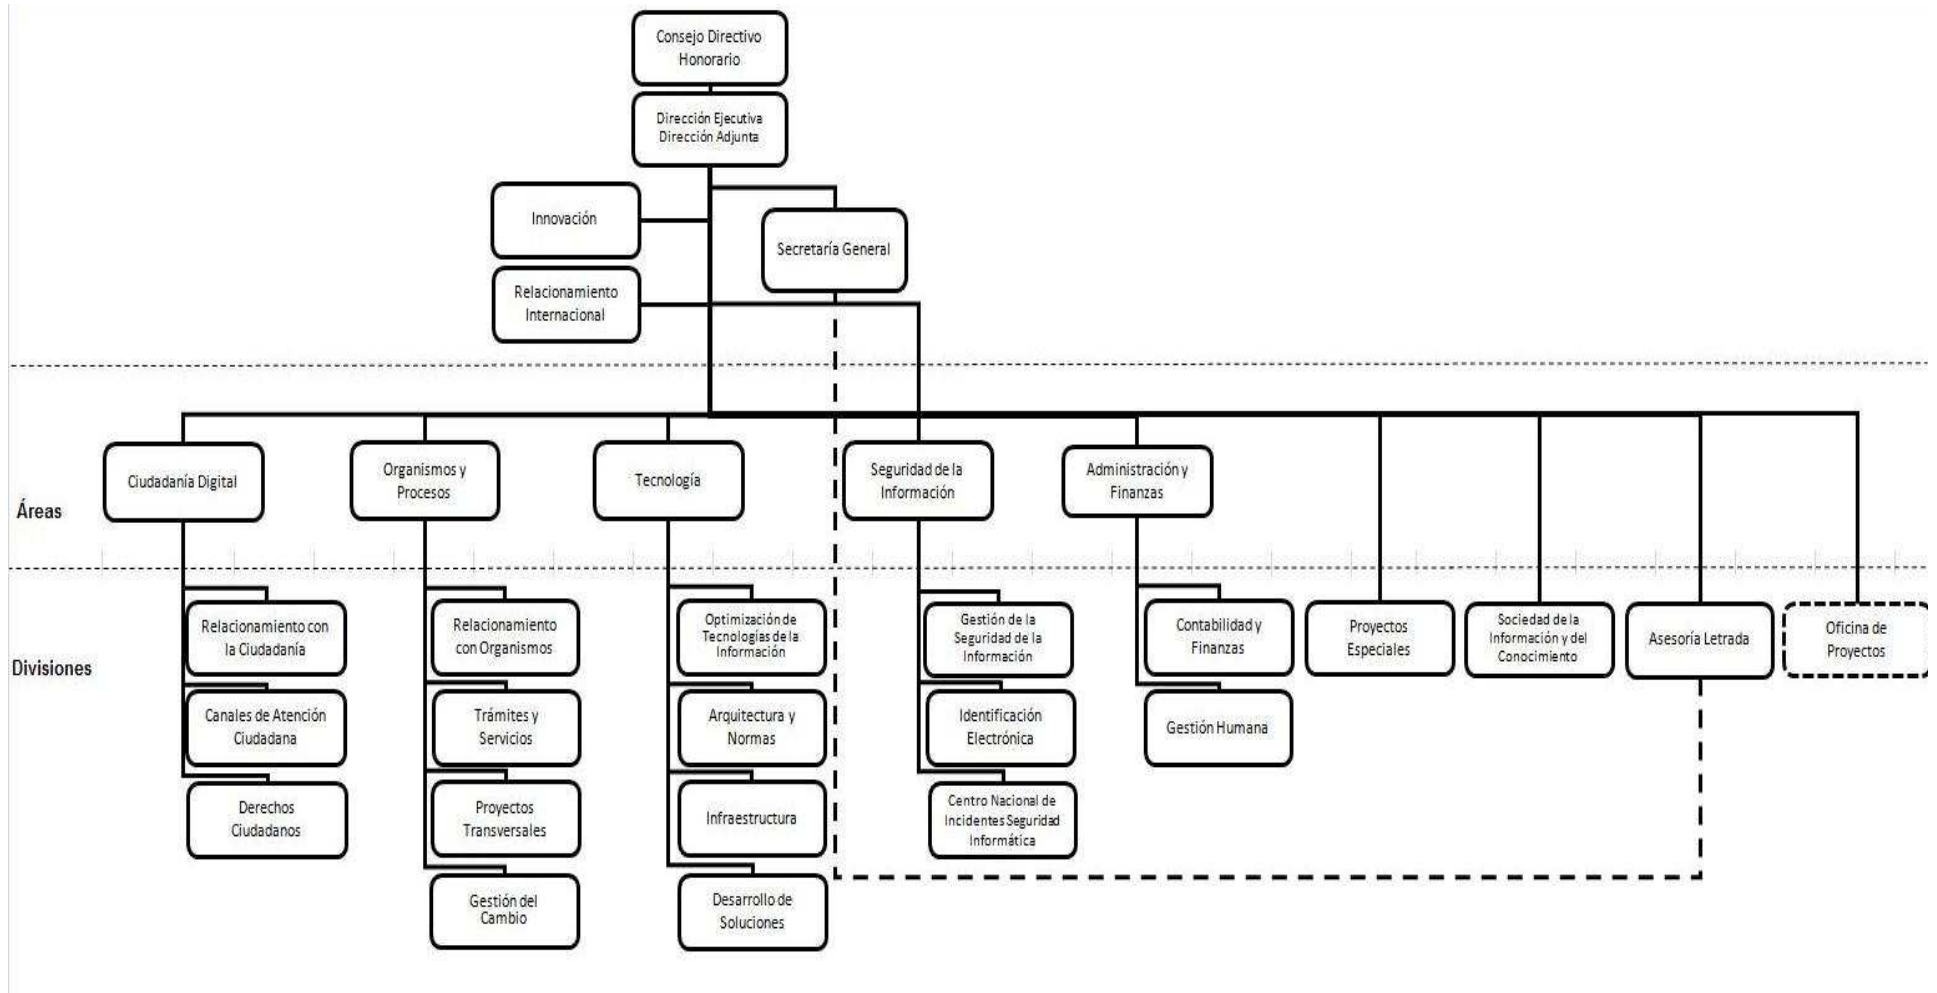 Consejo Directivo
Honorario
Dirección Ejecutiva
Dirección Adjunta
Innovación
Secretaría General
Relacionamiento
Internacional
Áreas
Ciudadanía Digital
Organismos y
Procesos
Tecnología
Seguridad de la
Información
Administración y
Finanzas
Divisiones
Relacionamiento con
la Ciudadanía
Canales de Atención
Ciudadana
Derechos
Ciudadanos
Relacionamiento
con Organismos
Trámites y
Servicios
Proyectos
Transversales
Gestión del
Cambio
Optimización de
Tecnologías de la
Información
Arquitectura y
Normas
Infraestructura
Desarrollo de
Soluciones
Gestión de la
Seguridad de la
Información
Identificación
Electrónica
Centro Nacional de
Incidentes Seguridad
Informática
Contabilidad y
Finanzas
Gestión Humana
Proyectos
Especiales
Sociedad de la
Información y del
Conocimiento
Asesoría Letrada
Oficina de
Proyectos